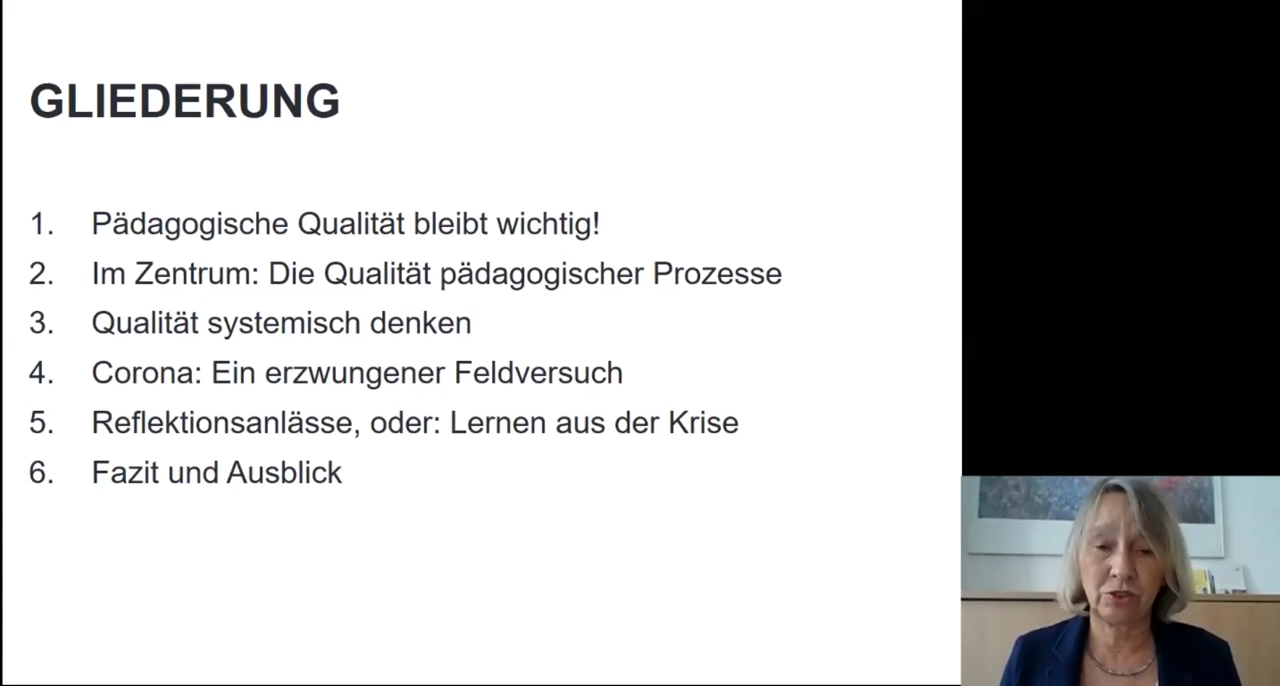 GLIEDERUNG
1. Pädagogische Qualität bleibt wichtig!
2. Im Zentrum: Die Qualität pädagogischer Prozesse
3. Qualität systemisch denken
4. Corona: Ein erzwungener Feldversuch
5. Reflektionsanlässe, oder: Lernen aus der Krise
6. Fazit und Ausblick